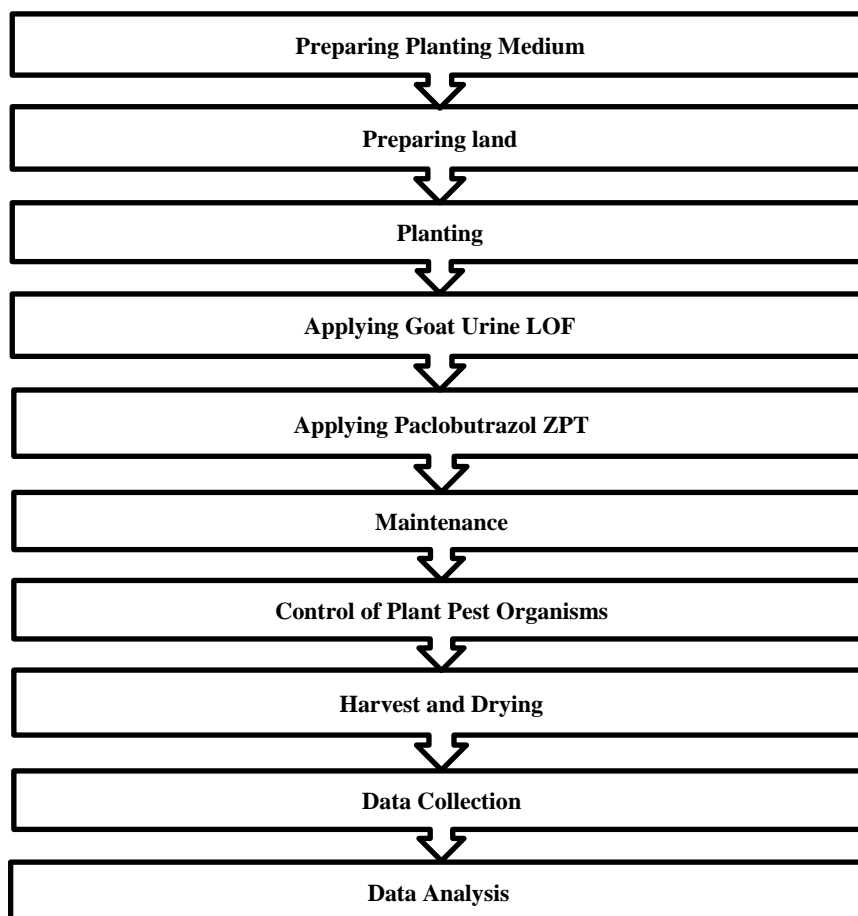 Preparing Planting Medium
Preparing land
Planting
Applying Goat Urine LOF
Applying Paclobutrazol ZPT
Maintenance
Control of Plant Pest Organisms
Harvest and Drying
Data Collection
Data Analysis